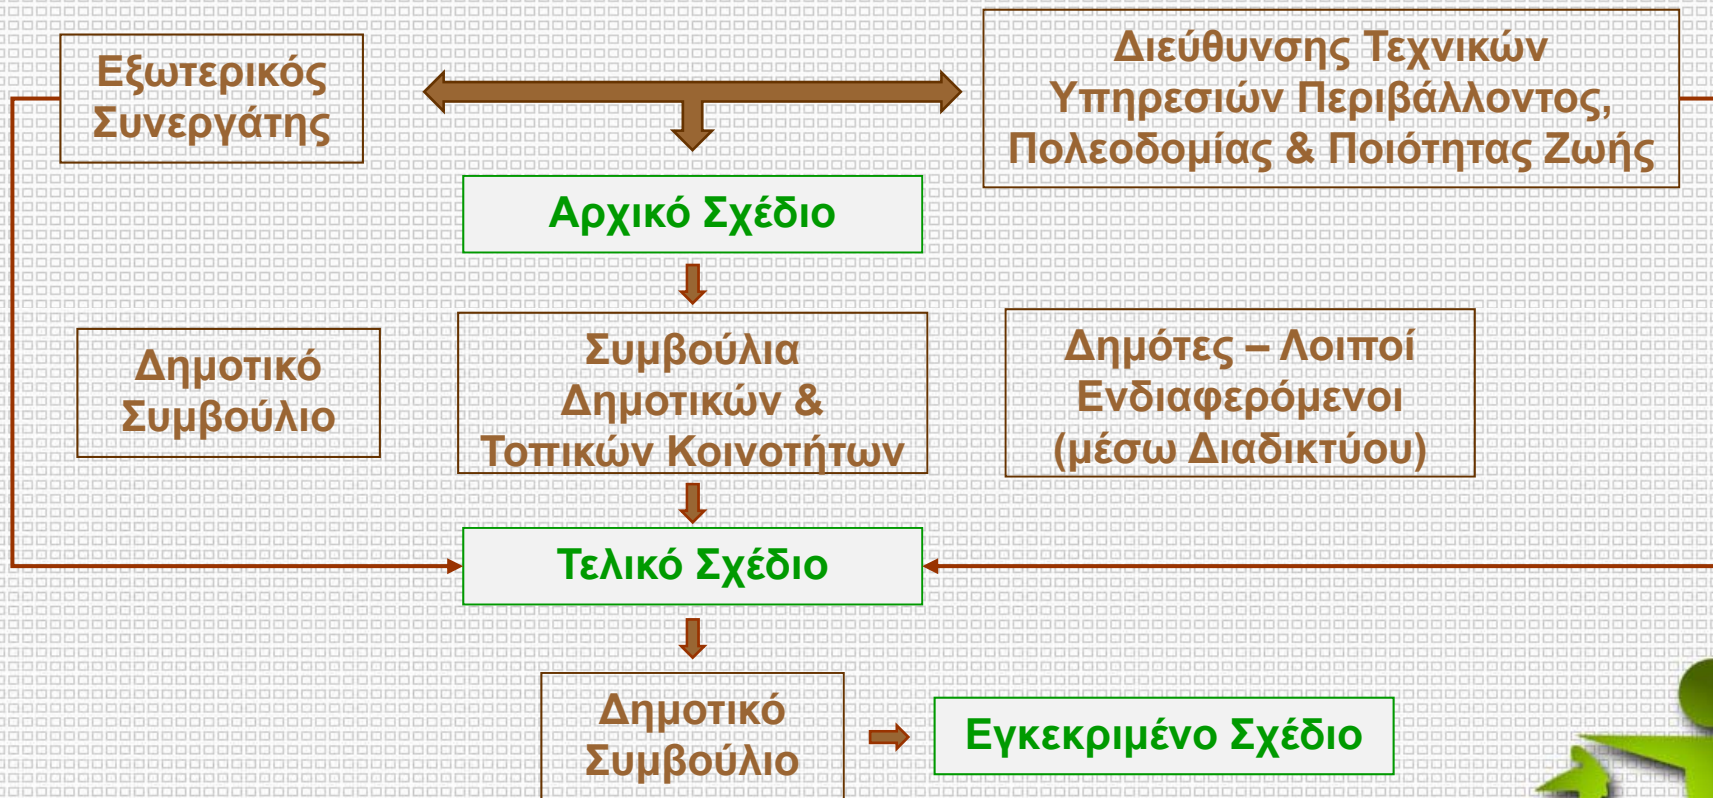 Εξωτερικός
Συνεργάτης
Διεύθυνσης Τεχνικών
Υπηρεσιών Περιβάλλοντος,
Πολεοδομίας & Ποιότητας Ζωής
Αρχικό Σχέδιο
Δημοτικό
Συμβούλιο
Συμβούλια
Δημοτικών &
Τοπικών Κοινοτήτων
Δημότες – Λοιποί
Ενδιαφερόμενοι
(μέσω Διαδικτύου)
Τελικό Σχέδιο
Δημοτικό
Συμβούλιο
Εγκεκριμένο Σχέδιο